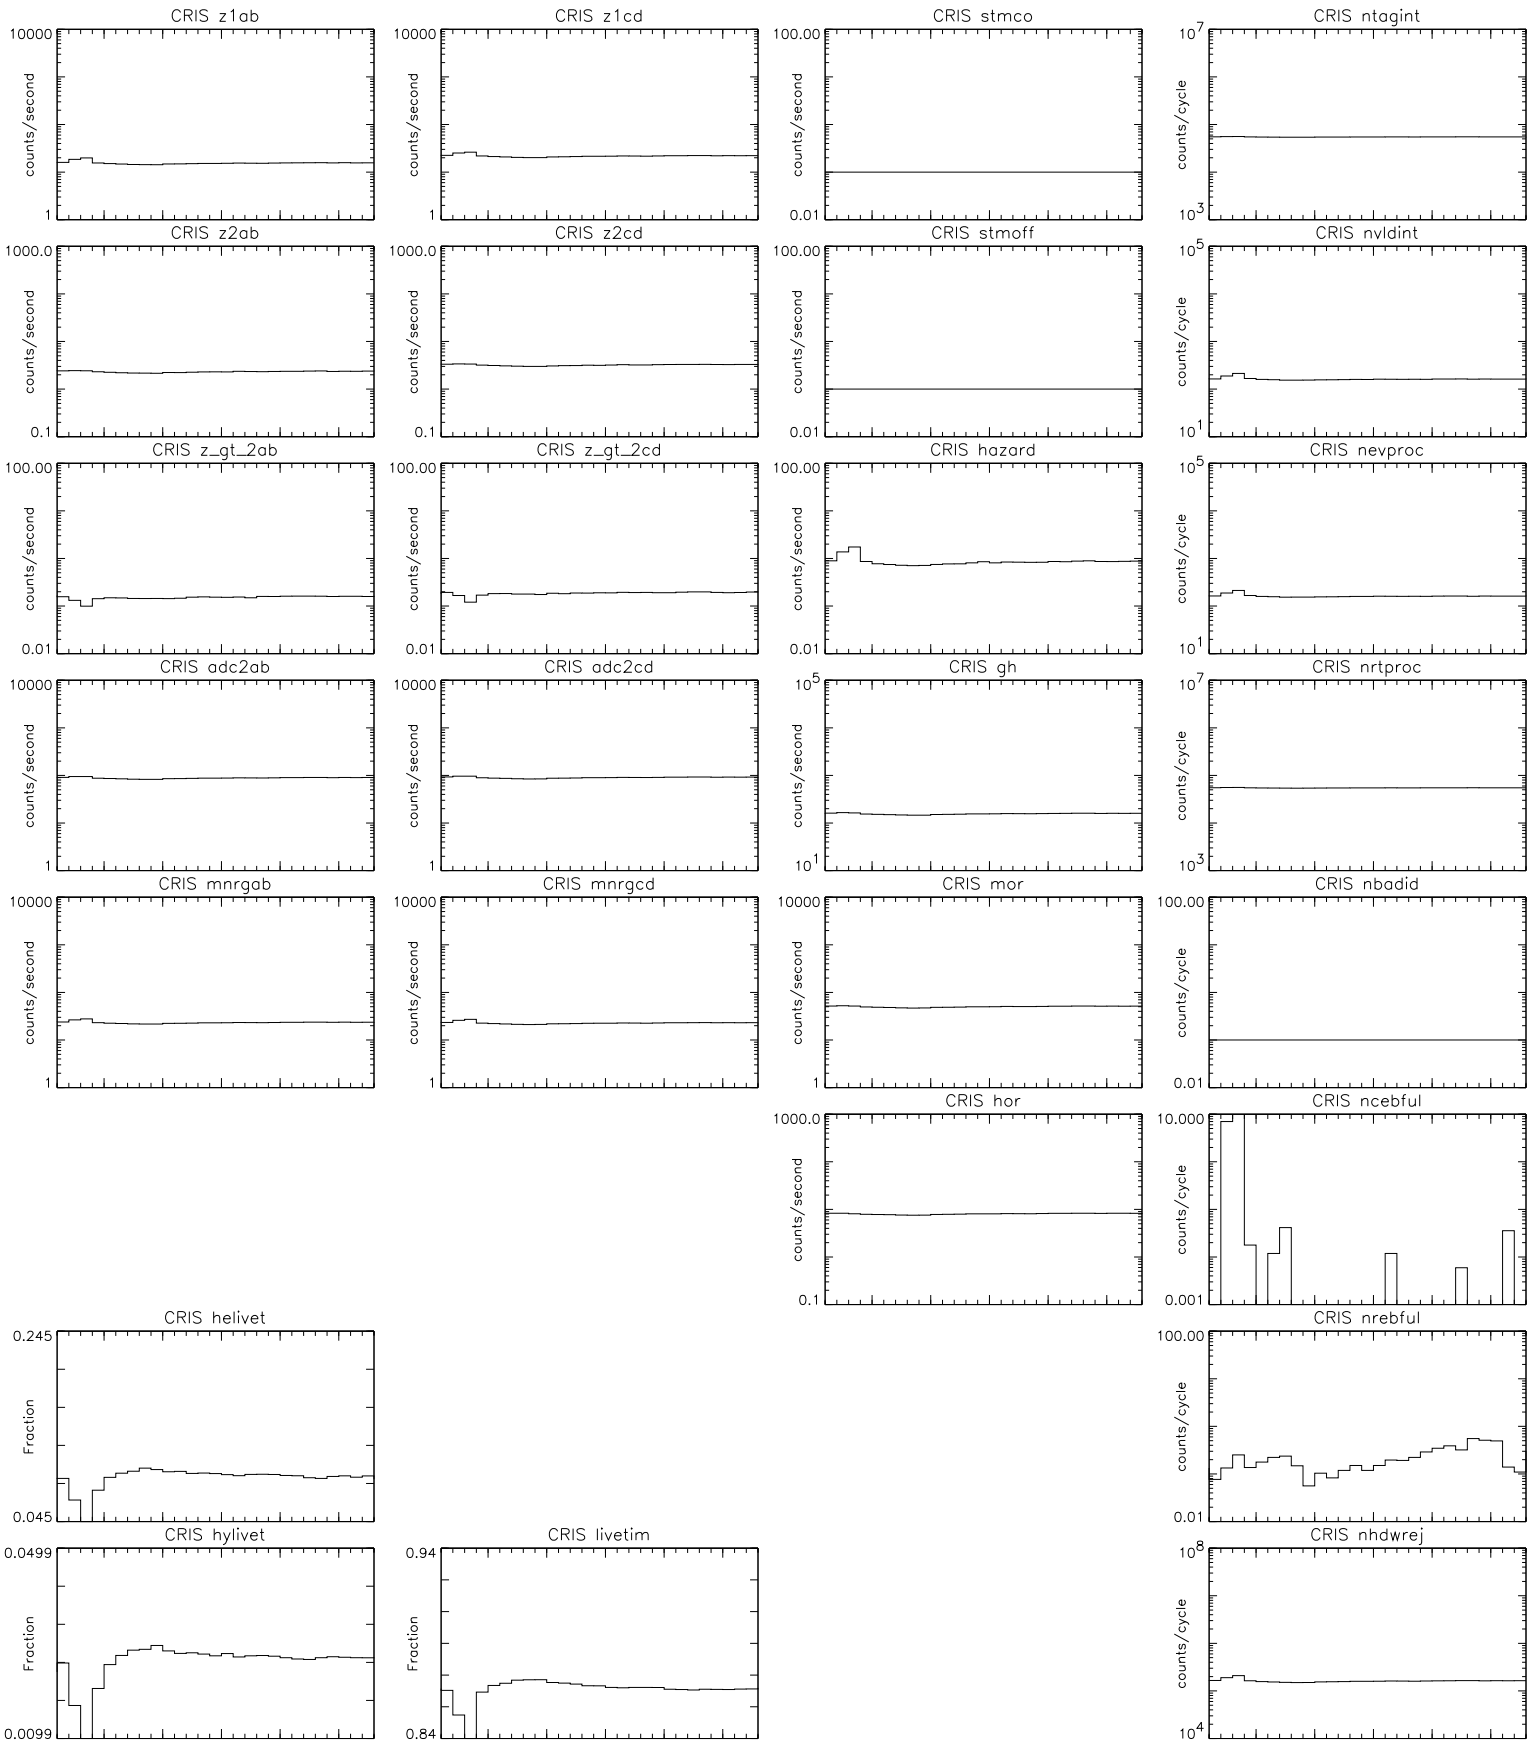 CRIS z1ab
10000
counts/second
1
CRIS z1cd
10000
counts/second
1
CRIS stmco
100.00
counts/second
0.01
CRIS ntagint
10^7
counts/cycle
10^3
CRIS z2ab
1000.0
counts/second
0.1
CRIS z2cd
1000.0
counts/second
0.1
CRIS stmoff
100.00
counts/second
0.01
CRIS nvldint
10^5
counts/cycle
10^1
CRIS z_gt_2ab
100.00
counts/second
0.01
CRIS z_gt_2cd
100.00
counts/second
0.01
CRIS hazard
100.00
counts/second
0.01
CRIS nevproc
10^5
counts/cycle
10^1
CRIS adc2ab
10000
counts/second
1
CRIS adc2cd
10000
counts/second
1
CRIS gh
10^5
counts/second
10^1
CRIS nrtproc
10^7
counts/cycle
10^3
CRIS mnrgab
10000
counts/second
1
CRIS mnrgcd
10000
counts/second
1
CRIS mor
10000
counts/second
1
CRIS nbadid
100.00
counts/cycle
0.01
CRIS hor
1000.0
counts/second
0.1
CRIS ncebful
10.000
counts/cycle
0.001
CRIS helivet
0.245
Fraction
0.045
CRIS nrebful
100.00
counts/cycle
0.01
CRIS hylivet
0.0499
Fraction
0.0099
CRIS livetim
0.94
Fraction
0.84
CRIS nhdwrej
10^8
counts/cycle
10^4